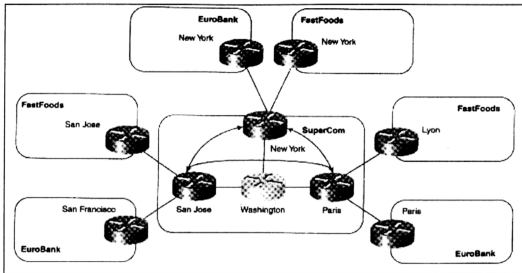 EuroBank
New York
FastFoods
New York
FastFoods
San Jose
SuperCom
New York
FastFoods
Lyon
San Francisco
EuroBank
San Jose
Washington
Paris
Paris
EuroBank